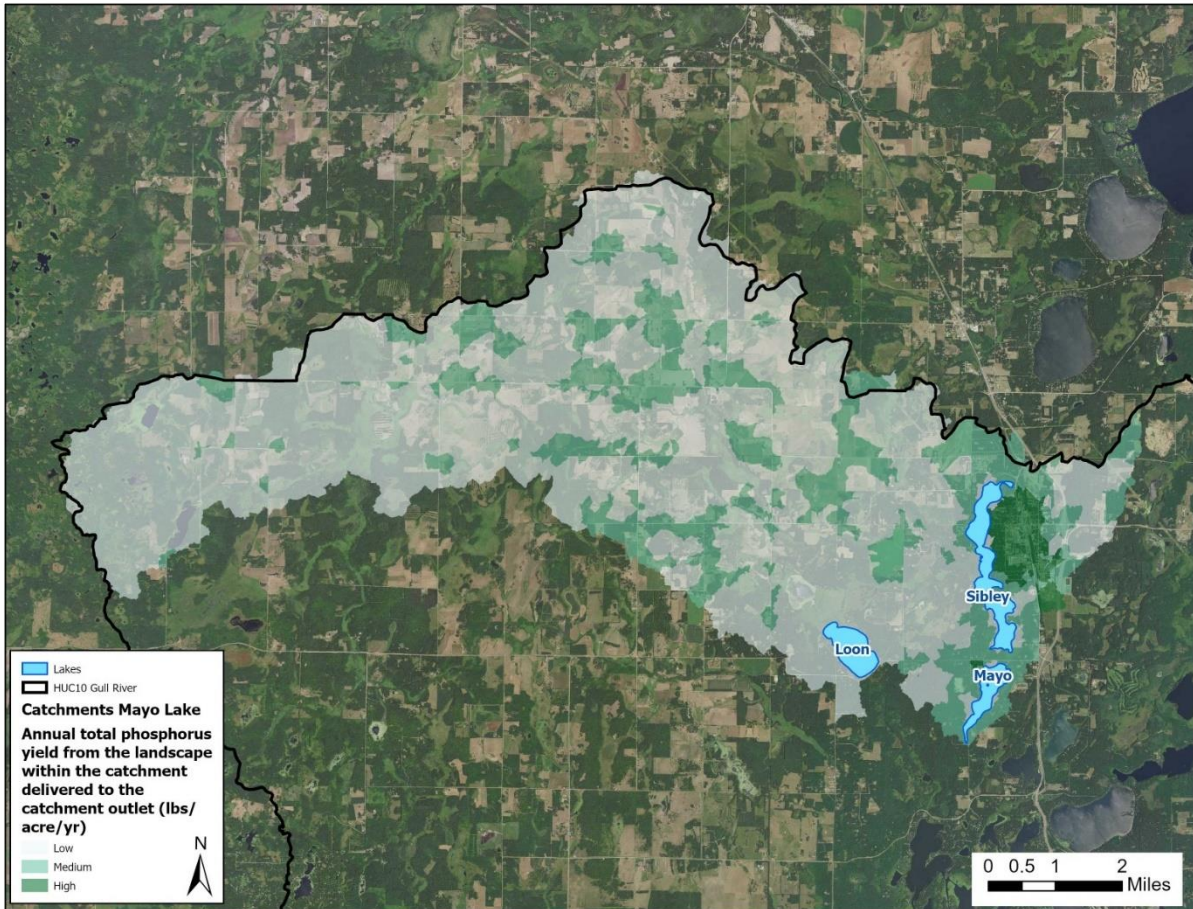 Sibley
Loon
Mayo
Lakes
HUC10 Gull River
Catchments Mayo Lake
Annual total phosphorus
yield from the landscape
within the catchment
delivered to the
catchment outlet (lbs/
acre/yr)
Low
Medium
High
N
0 0.5 1 2
Miles